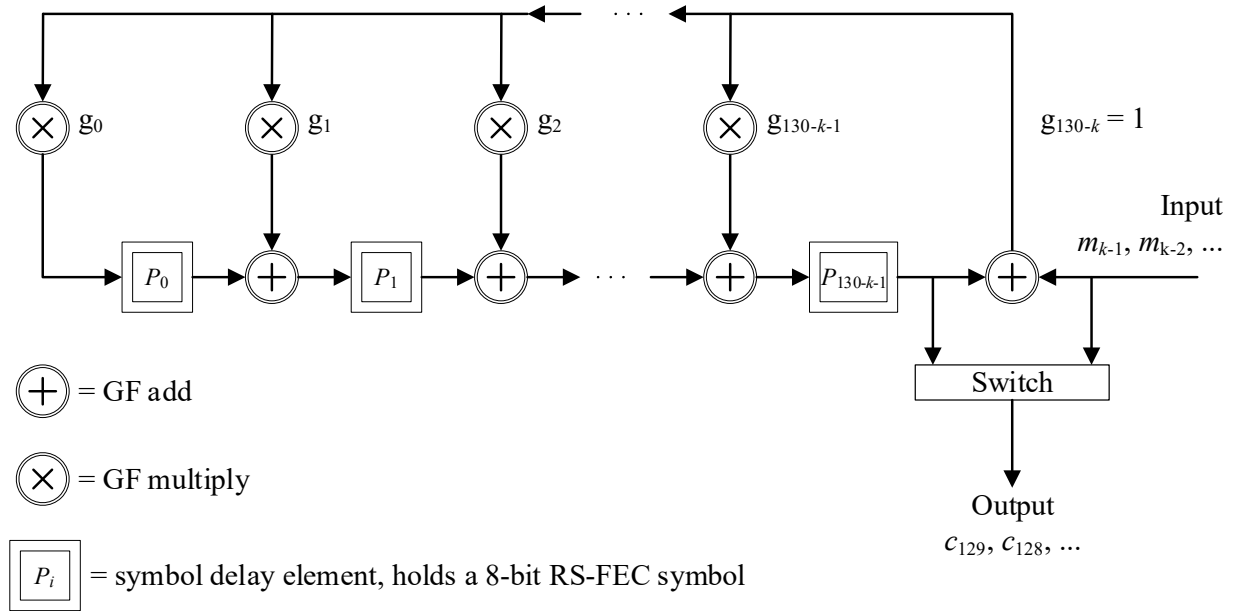 . . .
g₀
g₁
g₂
g₁₃₀₋ₖ₋₁
g₁₃₀₋ₖ = 1
Input
mₖ₋₁, mₖ₋₂, ...
P₀
P₁
. . .
P₁₃₀₋ₖ₋₁
Switch
= GF add
= GF multiply
Output
c₁₂₉, c₁₂₈, ...
Pᵢ = symbol delay element, holds a 8-bit RS-FEC symbol